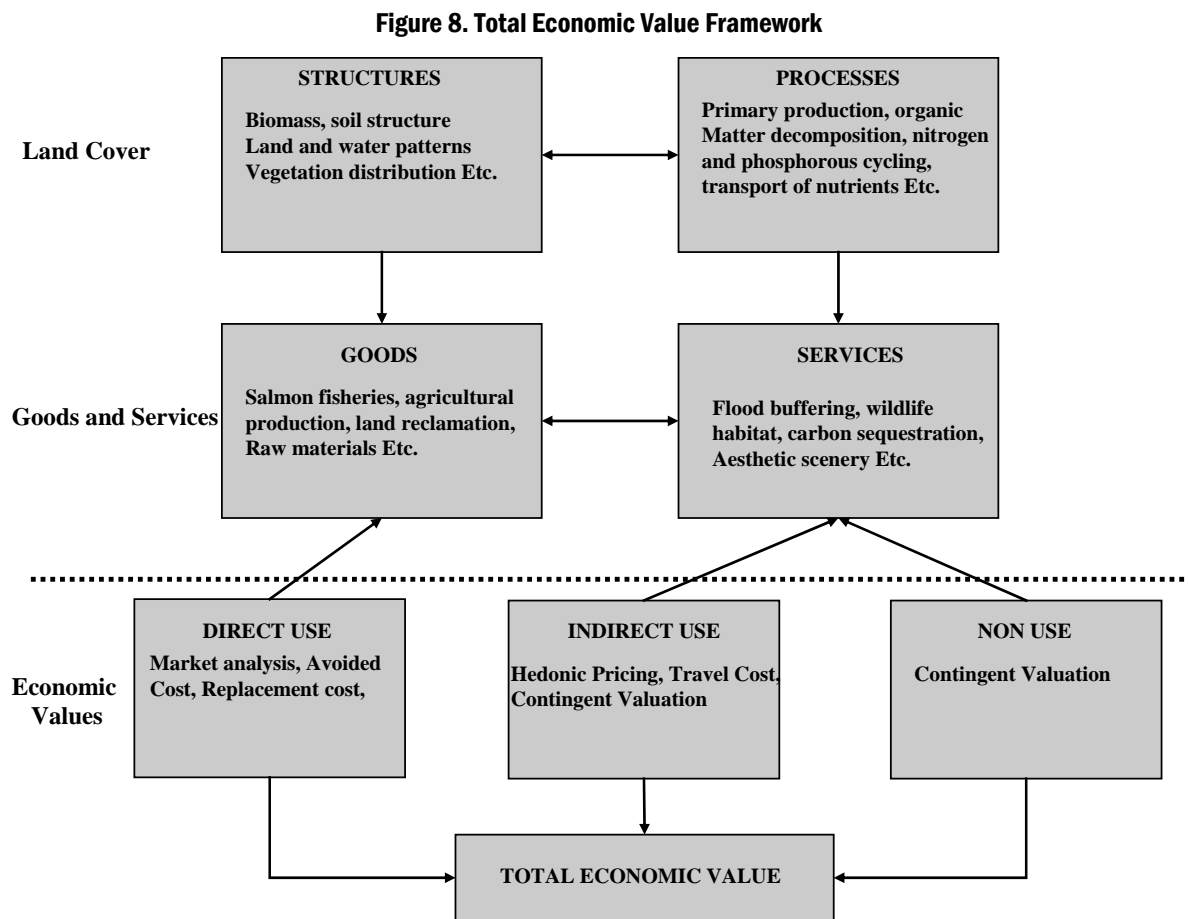 Figure 8. Total Economic Value Framework
Land Cover
STRUCTURES
Biomass, soil structure
Land and water patterns
Vegetation distribution Etc.
PROCESSES
Primary production, organic
Matter decomposition, nitrogen
and phosphorous cycling,
transport of nutrients Etc.
Goods and Services
GOODS
Salmon fisheries, agricultural
production, land reclamation,
Raw materials Etc.
SERVICES
Flood buffering, wildlife
habitat, carbon sequestration,
Aesthetic scenery Etc.
Economic
Values
DIRECT USE
Market analysis, Avoided
Cost, Replacement cost,
INDIRECT USE
Hedonic Pricing, Travel Cost,
Contingent Valuation
NON USE
Contingent Valuation
TOTAL ECONOMIC VALUE